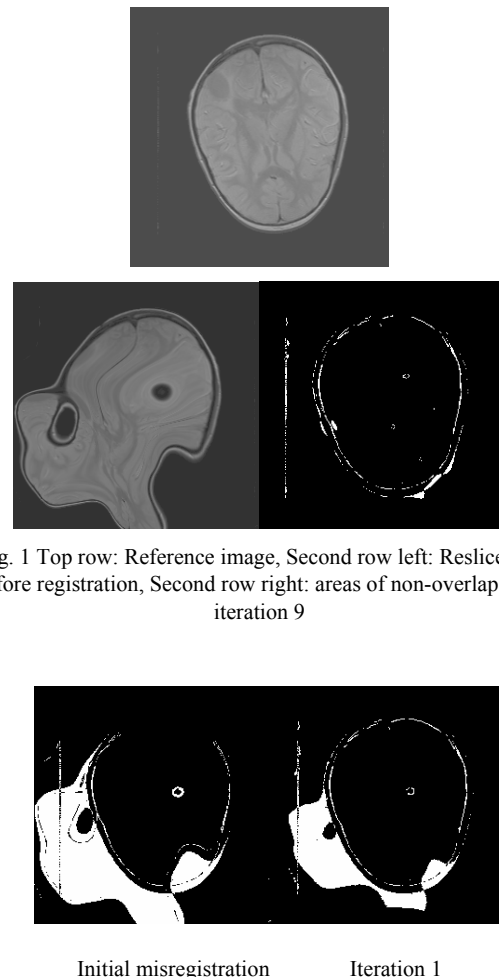 g. 1 Top row: Reference image, Second row left: Reslice
fore registration, Second row right: areas of non-overlap
iteration 9
Initial misregistration Iteration 1